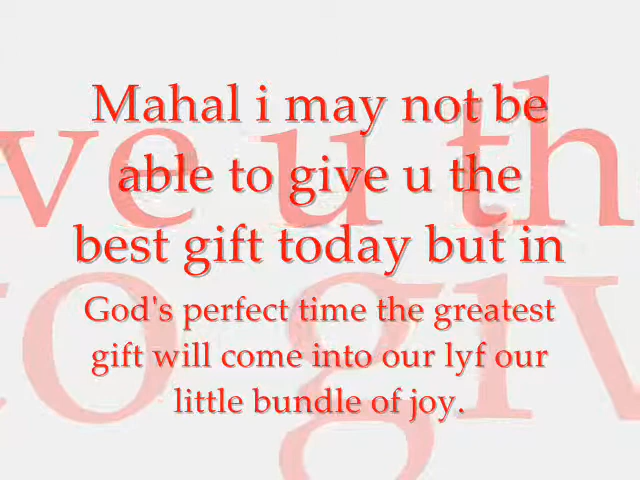 Mahal i may not be
able to give u the
best gift today but in
God's perfect time the greatest
gift will come into our lyf our
little bundle of joy.